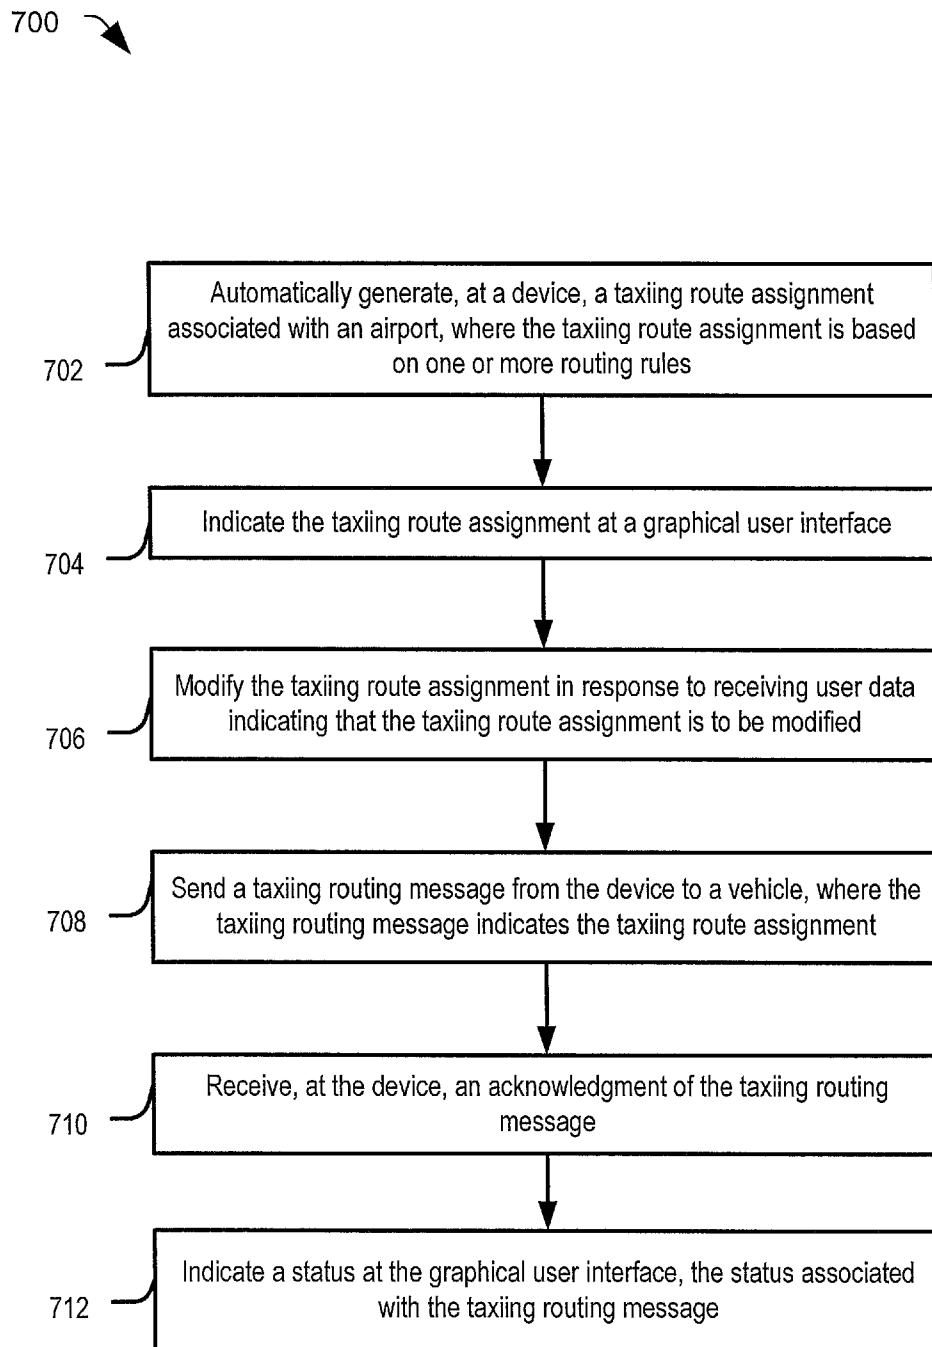 700
Automatically generate, at a device, a taxiing route assignment
associated with an airport, where the taxiing route assignment is based
on one or more routing rules
702
Indicate the taxiing route assignment at a graphical user interface
704
Modify the taxiing route assignment in response to receiving user data
indicating that the taxiing route assignment is to be modified
706
Send a taxiing routing message from the device to a vehicle, where the
taxiing routing message indicates the taxiing route assignment
708
Receive, at the device, an acknowledgment of the taxiing routing
message
710
Indicate a status at the graphical user interface, the status associated
with the taxiing routing message
712